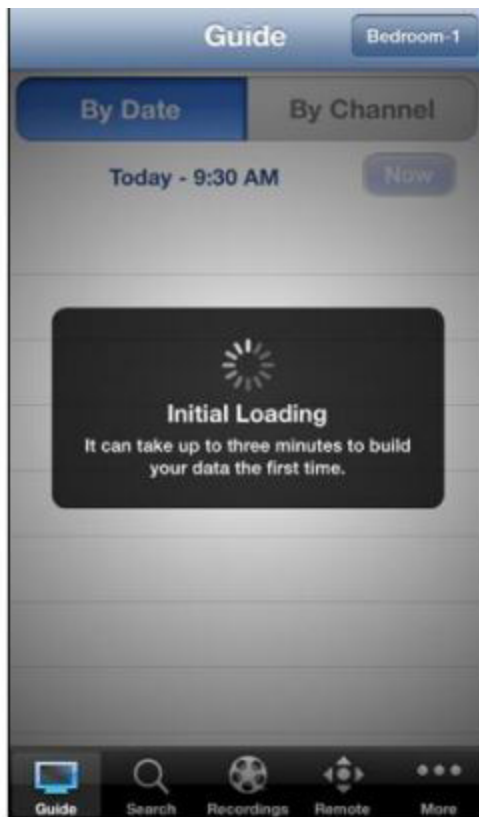 Guide
Bedroom-1
By Date
By Channel
Today - 9:30 AM
Now
Initial Loading
It can take up to three minutes to build
your data the first time.
Guide
Search
Recordings
Remote
More